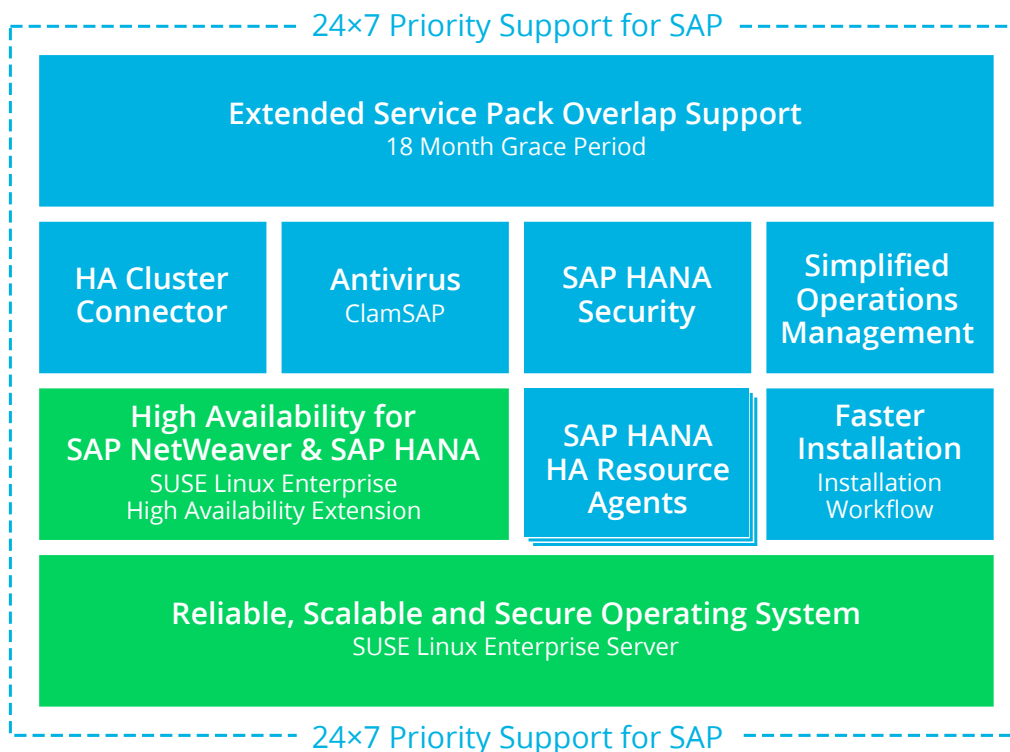 24×7 Priority Support for SAP
Extended Service Pack Overlap Support
18 Month Grace Period
HA Cluster
Connector
Antivirus
ClamSAP
SAP HANA
Security
Simplified
Operations
Management
High Availability for
SAP NetWeaver & SAP HANA
SUSE Linux Enterprise
High Availability Extension
SAP HANA
HA Resource
Agents
Faster
Installation
Installation
Workflow
Reliable, Scalable and Secure Operating System
SUSE Linux Enterprise Server
24×7 Priority Support for SAP